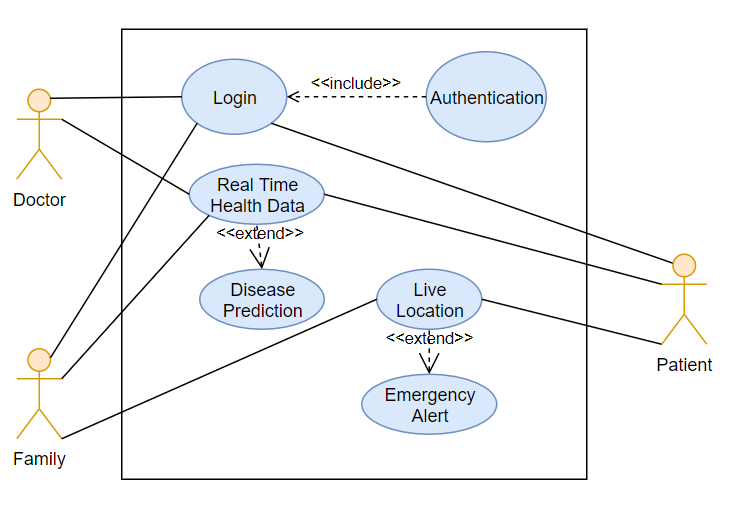 <<include>>
Login
Authentication
Real Time
Health Data
Doctor
<<extend>>
Disease
Prediction
Live
Location
<<extend>>
Patient
Emergency
Alert
Family